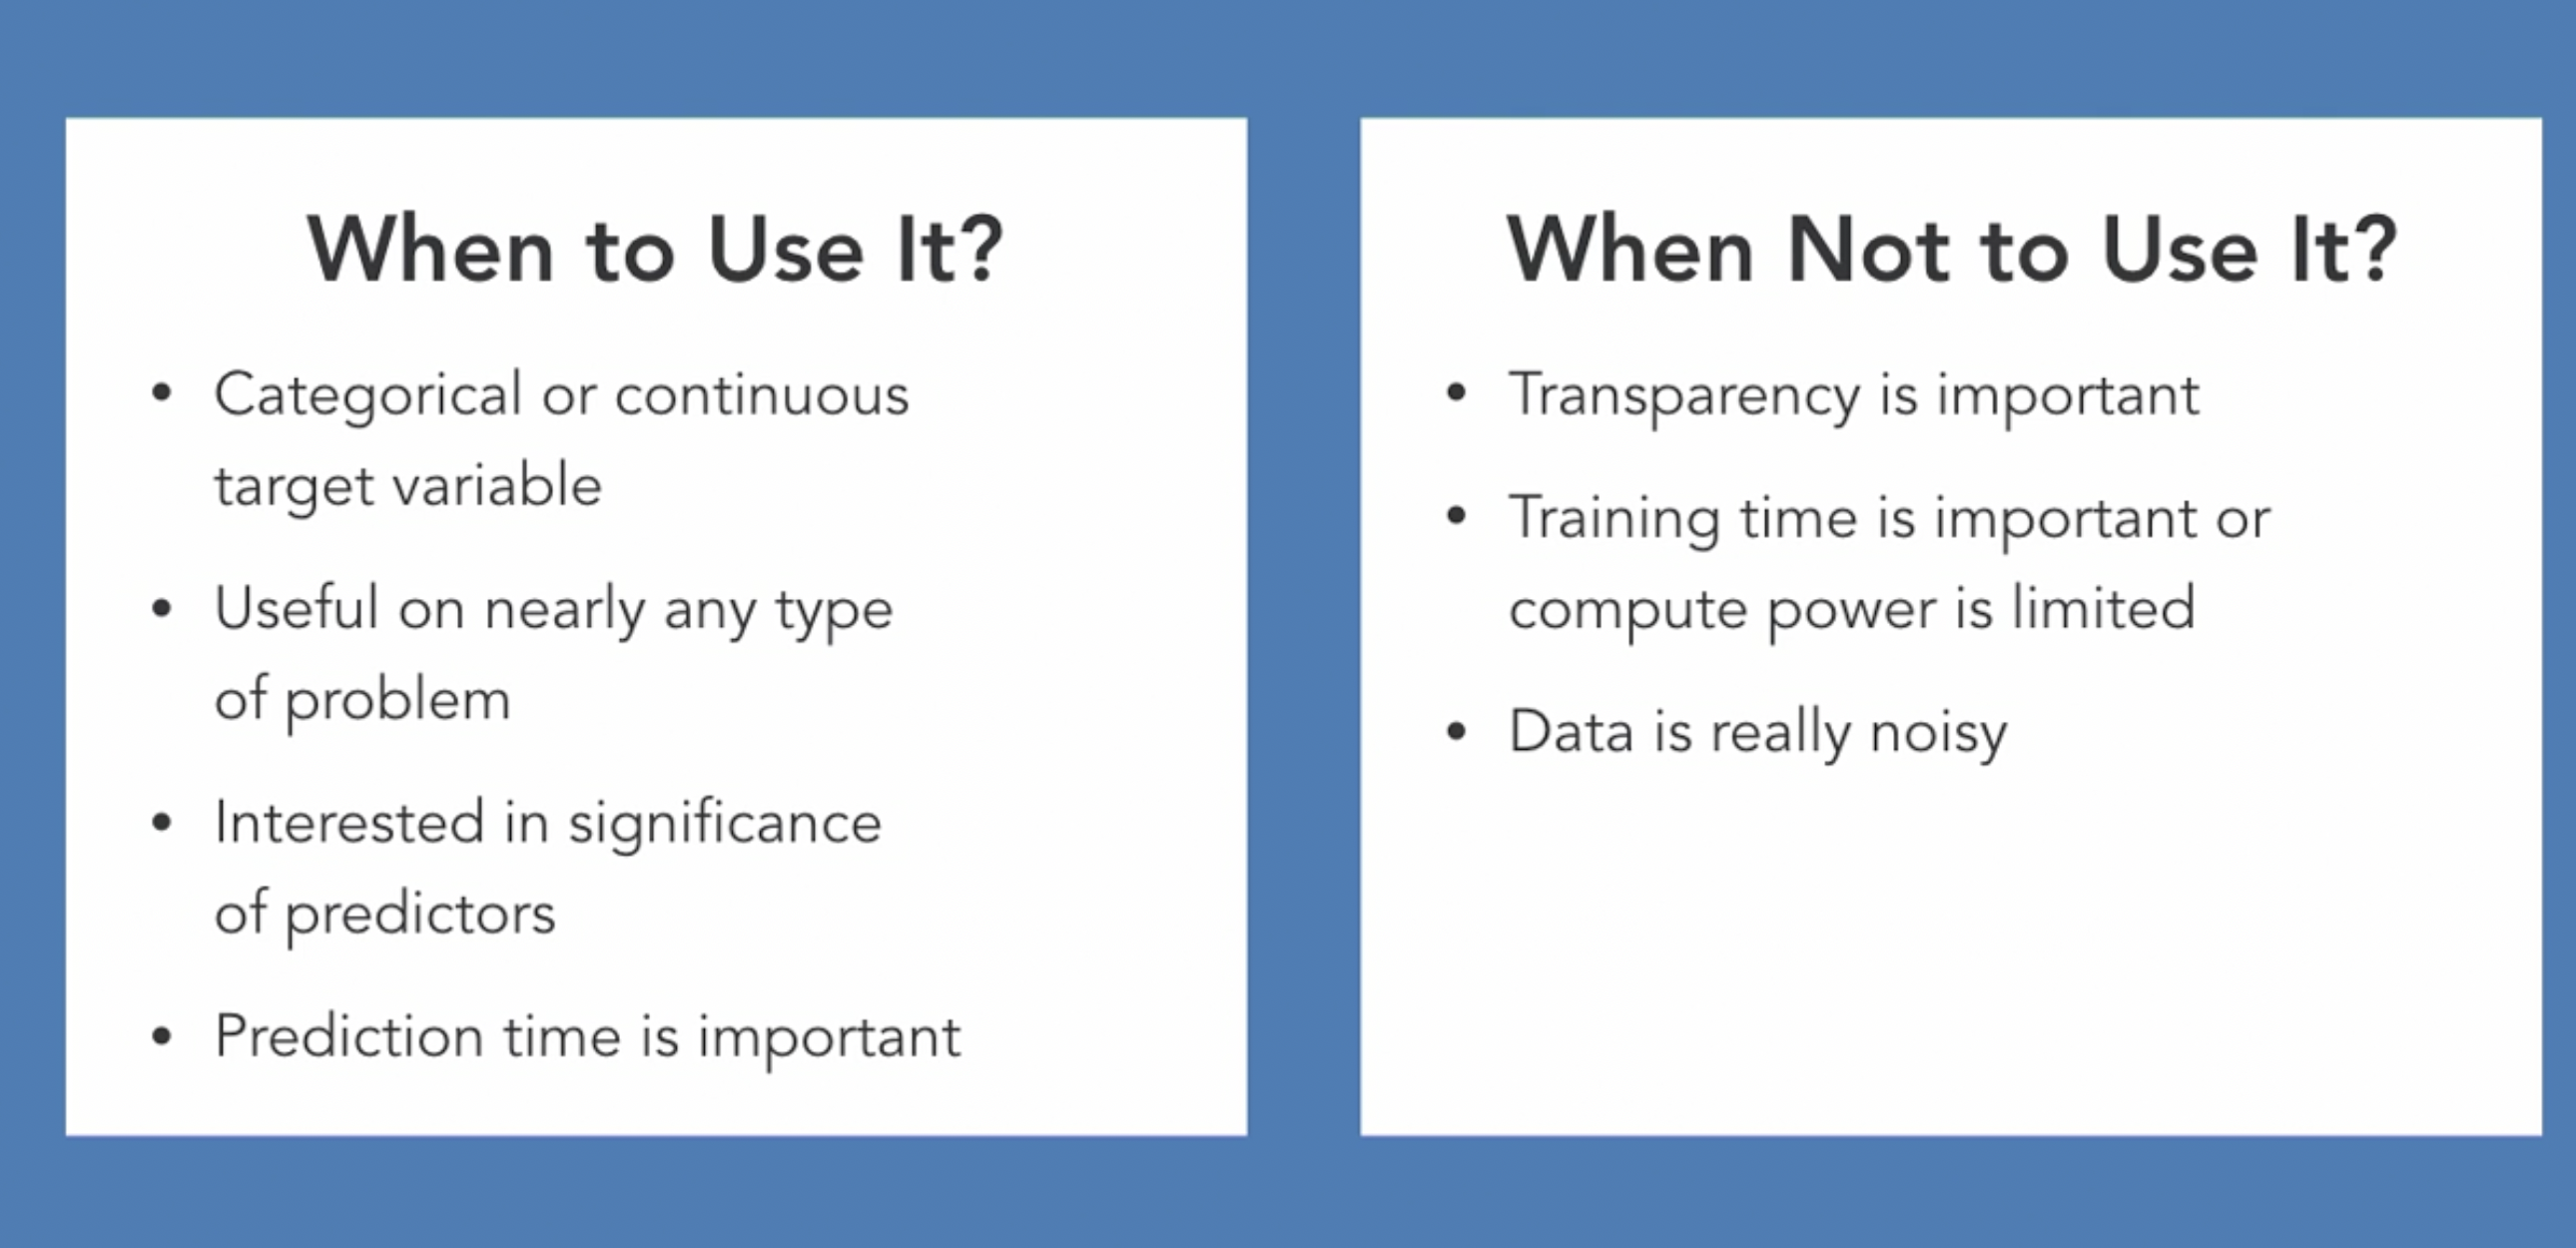 When to Use It?
• Categorical or continuous
target variable
• Useful on nearly any type
of problem
• Interested in significance
of predictors
• Prediction time is important
When Not to Use It?
• Transparency is important
• Training time is important or
compute power is limited
• Data is really noisy